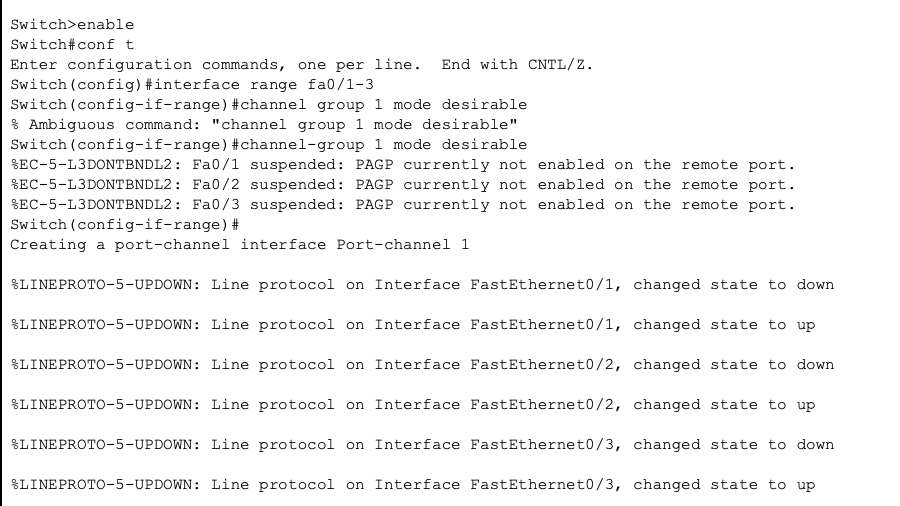 Switch>enable
Switch#conf t
Enter configuration commands, one per line.  End with CNTL/Z.
Switch(config)#interface range fa0/1-3
Switch(config-if-range)#channel group 1 mode desirable
% Ambiguous command: "channel group 1 mode desirable"
Switch(config-if-range)#channel-group 1 mode desirable
%EC-5-L3DONTBNDL2: Fa0/1 suspended: PAGP currently not enabled on the remote port.
%EC-5-L3DONTBNDL2: Fa0/2 suspended: PAGP currently not enabled on the remote port.
%EC-5-L3DONTBNDL2: Fa0/3 suspended: PAGP currently not enabled on the remote port.
Switch(config-if-range)#
Creating a port-channel interface Port-channel 1
%LINEPROTO-5-UPDOWN: Line protocol on Interface FastEthernet0/1, changed state to down
%LINEPROTO-5-UPDOWN: Line protocol on Interface FastEthernet0/1, changed state to up
%LINEPROTO-5-UPDOWN: Line protocol on Interface FastEthernet0/2, changed state to down
%LINEPROTO-5-UPDOWN: Line protocol on Interface FastEthernet0/2, changed state to up
%LINEPROTO-5-UPDOWN: Line protocol on Interface FastEthernet0/3, changed state to down
%LINEPROTO-5-UPDOWN: Line protocol on Interface FastEthernet0/3, changed state to up